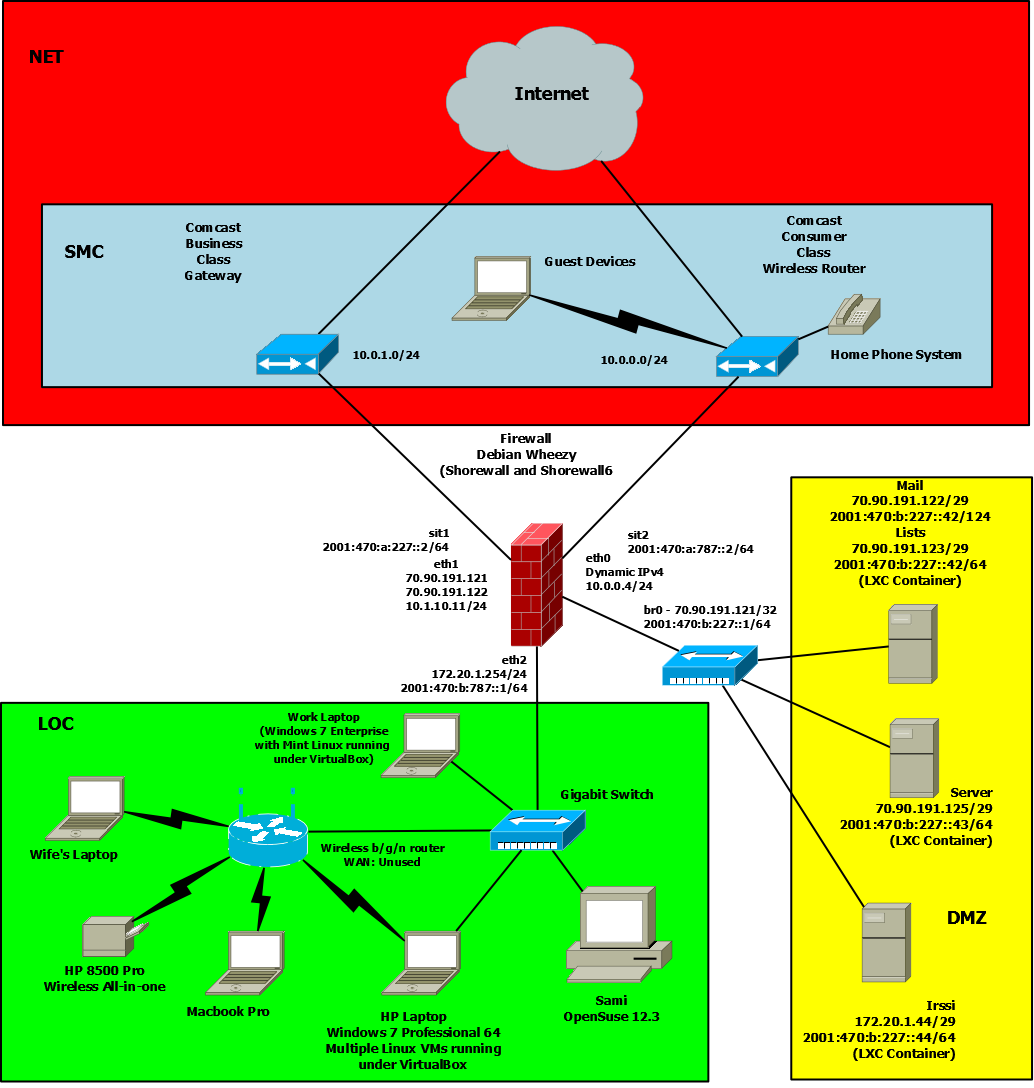 NET
Internet
SMC
Comcast
Business
Class
Gateway
Guest Devices
Comcast
Consumer
Class
Wireless Router
10.0.1.0/24
10.0.0.0/24
Home Phone System
Firewall
Debian Wheezy
(Shorewall and Shorewall6
sit1
2001:470:a:227::2/64
eth1
70.90.191.121
70.90.191.122
10.1.10.11/24
sit2
2001:470:a:787::2/64
eth0
Dynamic IPv4
10.0.0.4/24
br0 - 70.90.191.121/32
2001:470:b:227::1/64
eth2
172.20.1.254/24
2001:470:b:787::1/64
Mail
70.90.191.122/29
2001:470:b:227::42/124
Lists
70.90.191.123/29
2001:470:b:227::42/64
(LXC Container)
Server
70.90.191.125/29
2001:470:b:227::43/64
(LXC Container)
DMZ
Irssi
172.20.1.44/29
2001:470:b:227::44/64
(LXC Container)
LOC
Work Laptop
(Windows 7 Enterprise
with Mint Linux running
under VirtualBox)
Gigabit Switch
Wife's Laptop
Wireless b/g/n router
WAN: Unused
HP 8500 Pro
Wireless All-in-one
Macbook Pro
HP Laptop
Windows 7 Professional 64
Multiple Linux VMs running
under VirtualBox
Sami
OpenSuse 12.3